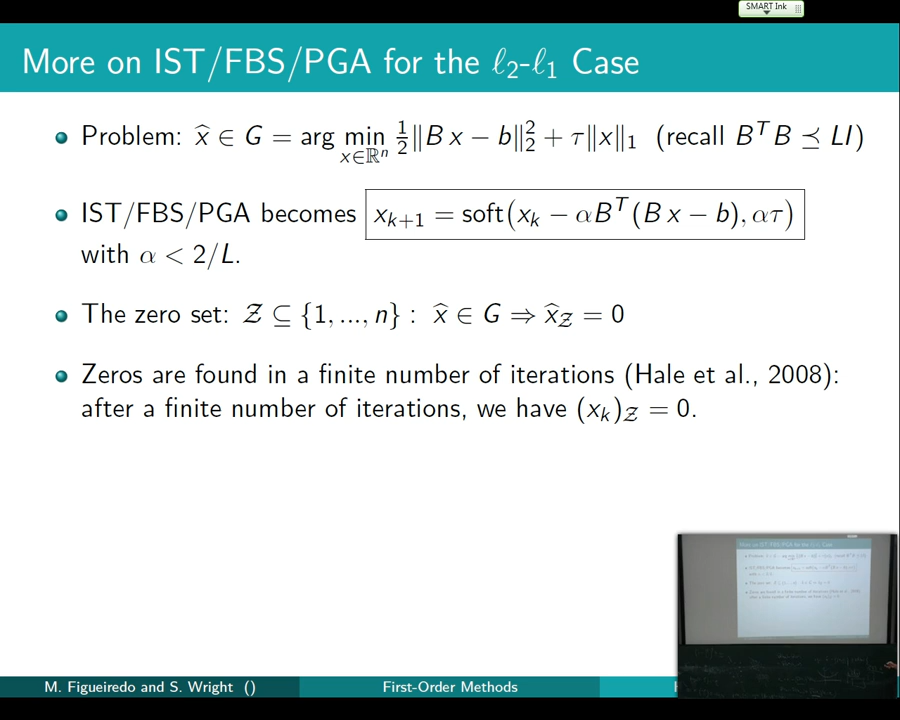 SMART Ink
More on IST/FBS/PGA for the ℓ₂-ℓ₁ Case
Problem: x̂ ∈ G = arg min_{x∈ℝⁿ} ½‖B x − b‖₂² + τ‖x‖₁ (recall BᵀB ⪯ LI)
IST/FBS/PGA becomes x_{k+1} = soft(x_k − αBᵀ(B x − b), ατ)
with α < 2/L.
The zero set: 𝒵 ⊆ {1, ..., n} : x̂ ∈ G ⇒ x̂_𝒵 = 0
Zeros are found in a finite number of iterations (Hale et al., 2008):
after a finite number of iterations, we have (x_k)_𝒵 = 0.
M. Figueiredo and S. Wright ()
First-Order Methods